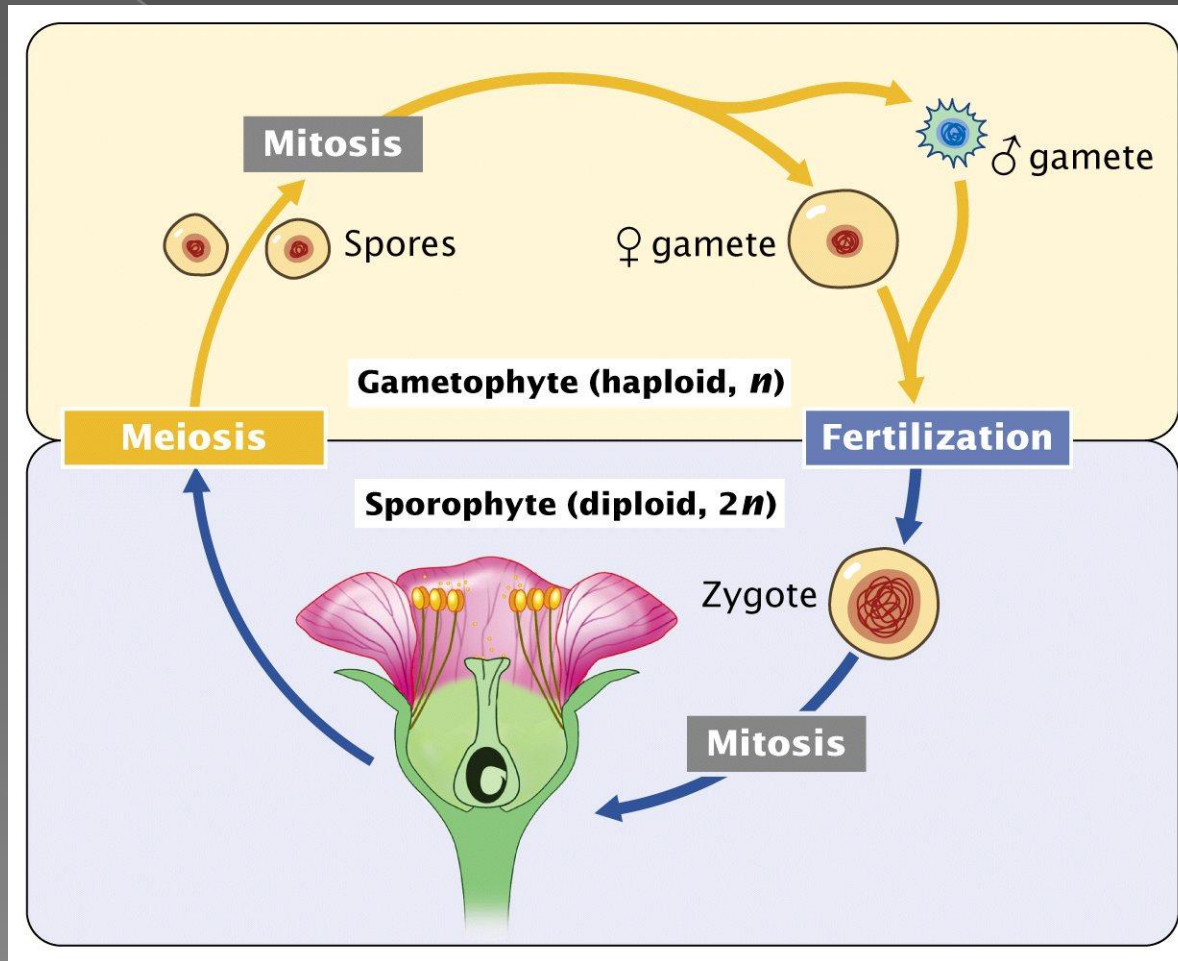 Mitosis
♂ gamete
Spores
♀ gamete
Gametophyte (haploid, n)
Meiosis
Fertilization
Sporophyte (diploid, 2n)
Zygote
Mitosis